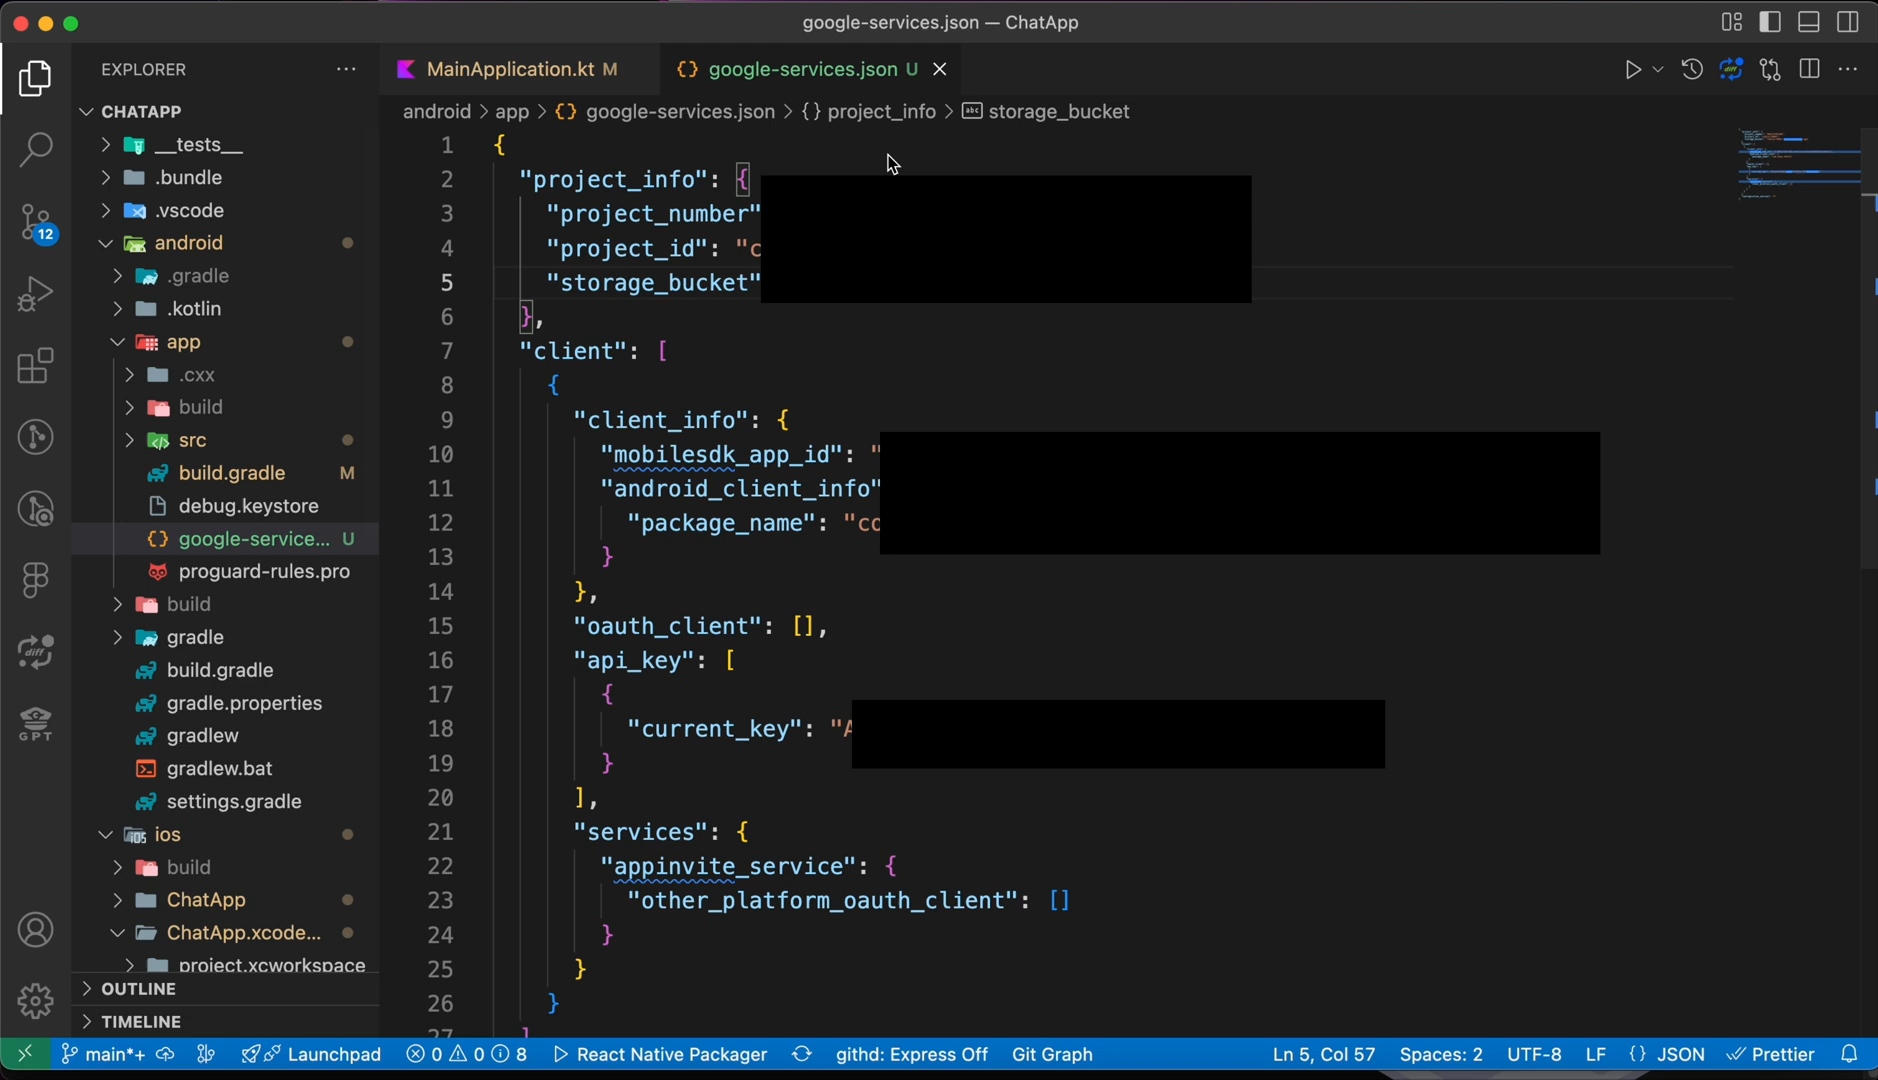 google-services.json — ChatApp
EXPLORER
MainApplication.kt M
google-services.json U
CHATAPP
android > app > {} google-services.json > {} project_info > abc storage_bucket
__tests__
.bundle
.vscode
android
.gradle
.kotlin
app
.cxx
build
src
build.gradle M
debug.keystore
google-service... U
proguard-rules.pro
build
gradle
build.gradle
gradle.properties
gradlew
gradlew.bat
settings.gradle
ios
build
ChatApp
ChatApp.xcode...
project.xcworkspace
OUTLINE
TIMELINE
12
diff
GPT
1 {
2 "project_info": {
3 "project_number"
4 "project_id": "c
5 "storage_bucket"
6 },
7 "client": [
8 {
9 "client_info": {
10 "mobilesdk_app_id": "
11 "android_client_info"
12 "package_name": "co
13 }
14 },
15 "oauth_client": [],
16 "api_key": [
17 {
18 "current_key": "A
19 }
20 ],
21 "services": {
22 "appinvite_service": {
23 "other_platform_oauth_client": []
24 }
25 }
26 }
27 ]
main*+ Launchpad 0 0 8 React Native Packager githd: Express Off Git Graph Ln 5, Col 57 Spaces: 2 UTF-8 LF {} JSON Prettier